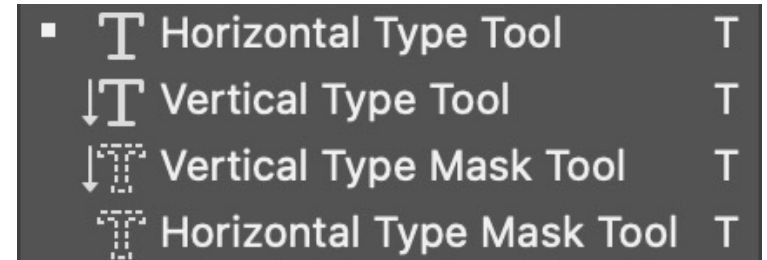 Horizontal Type Tool T
Vertical Type Tool T
Vertical Type Mask Tool T
Horizontal Type Mask Tool T